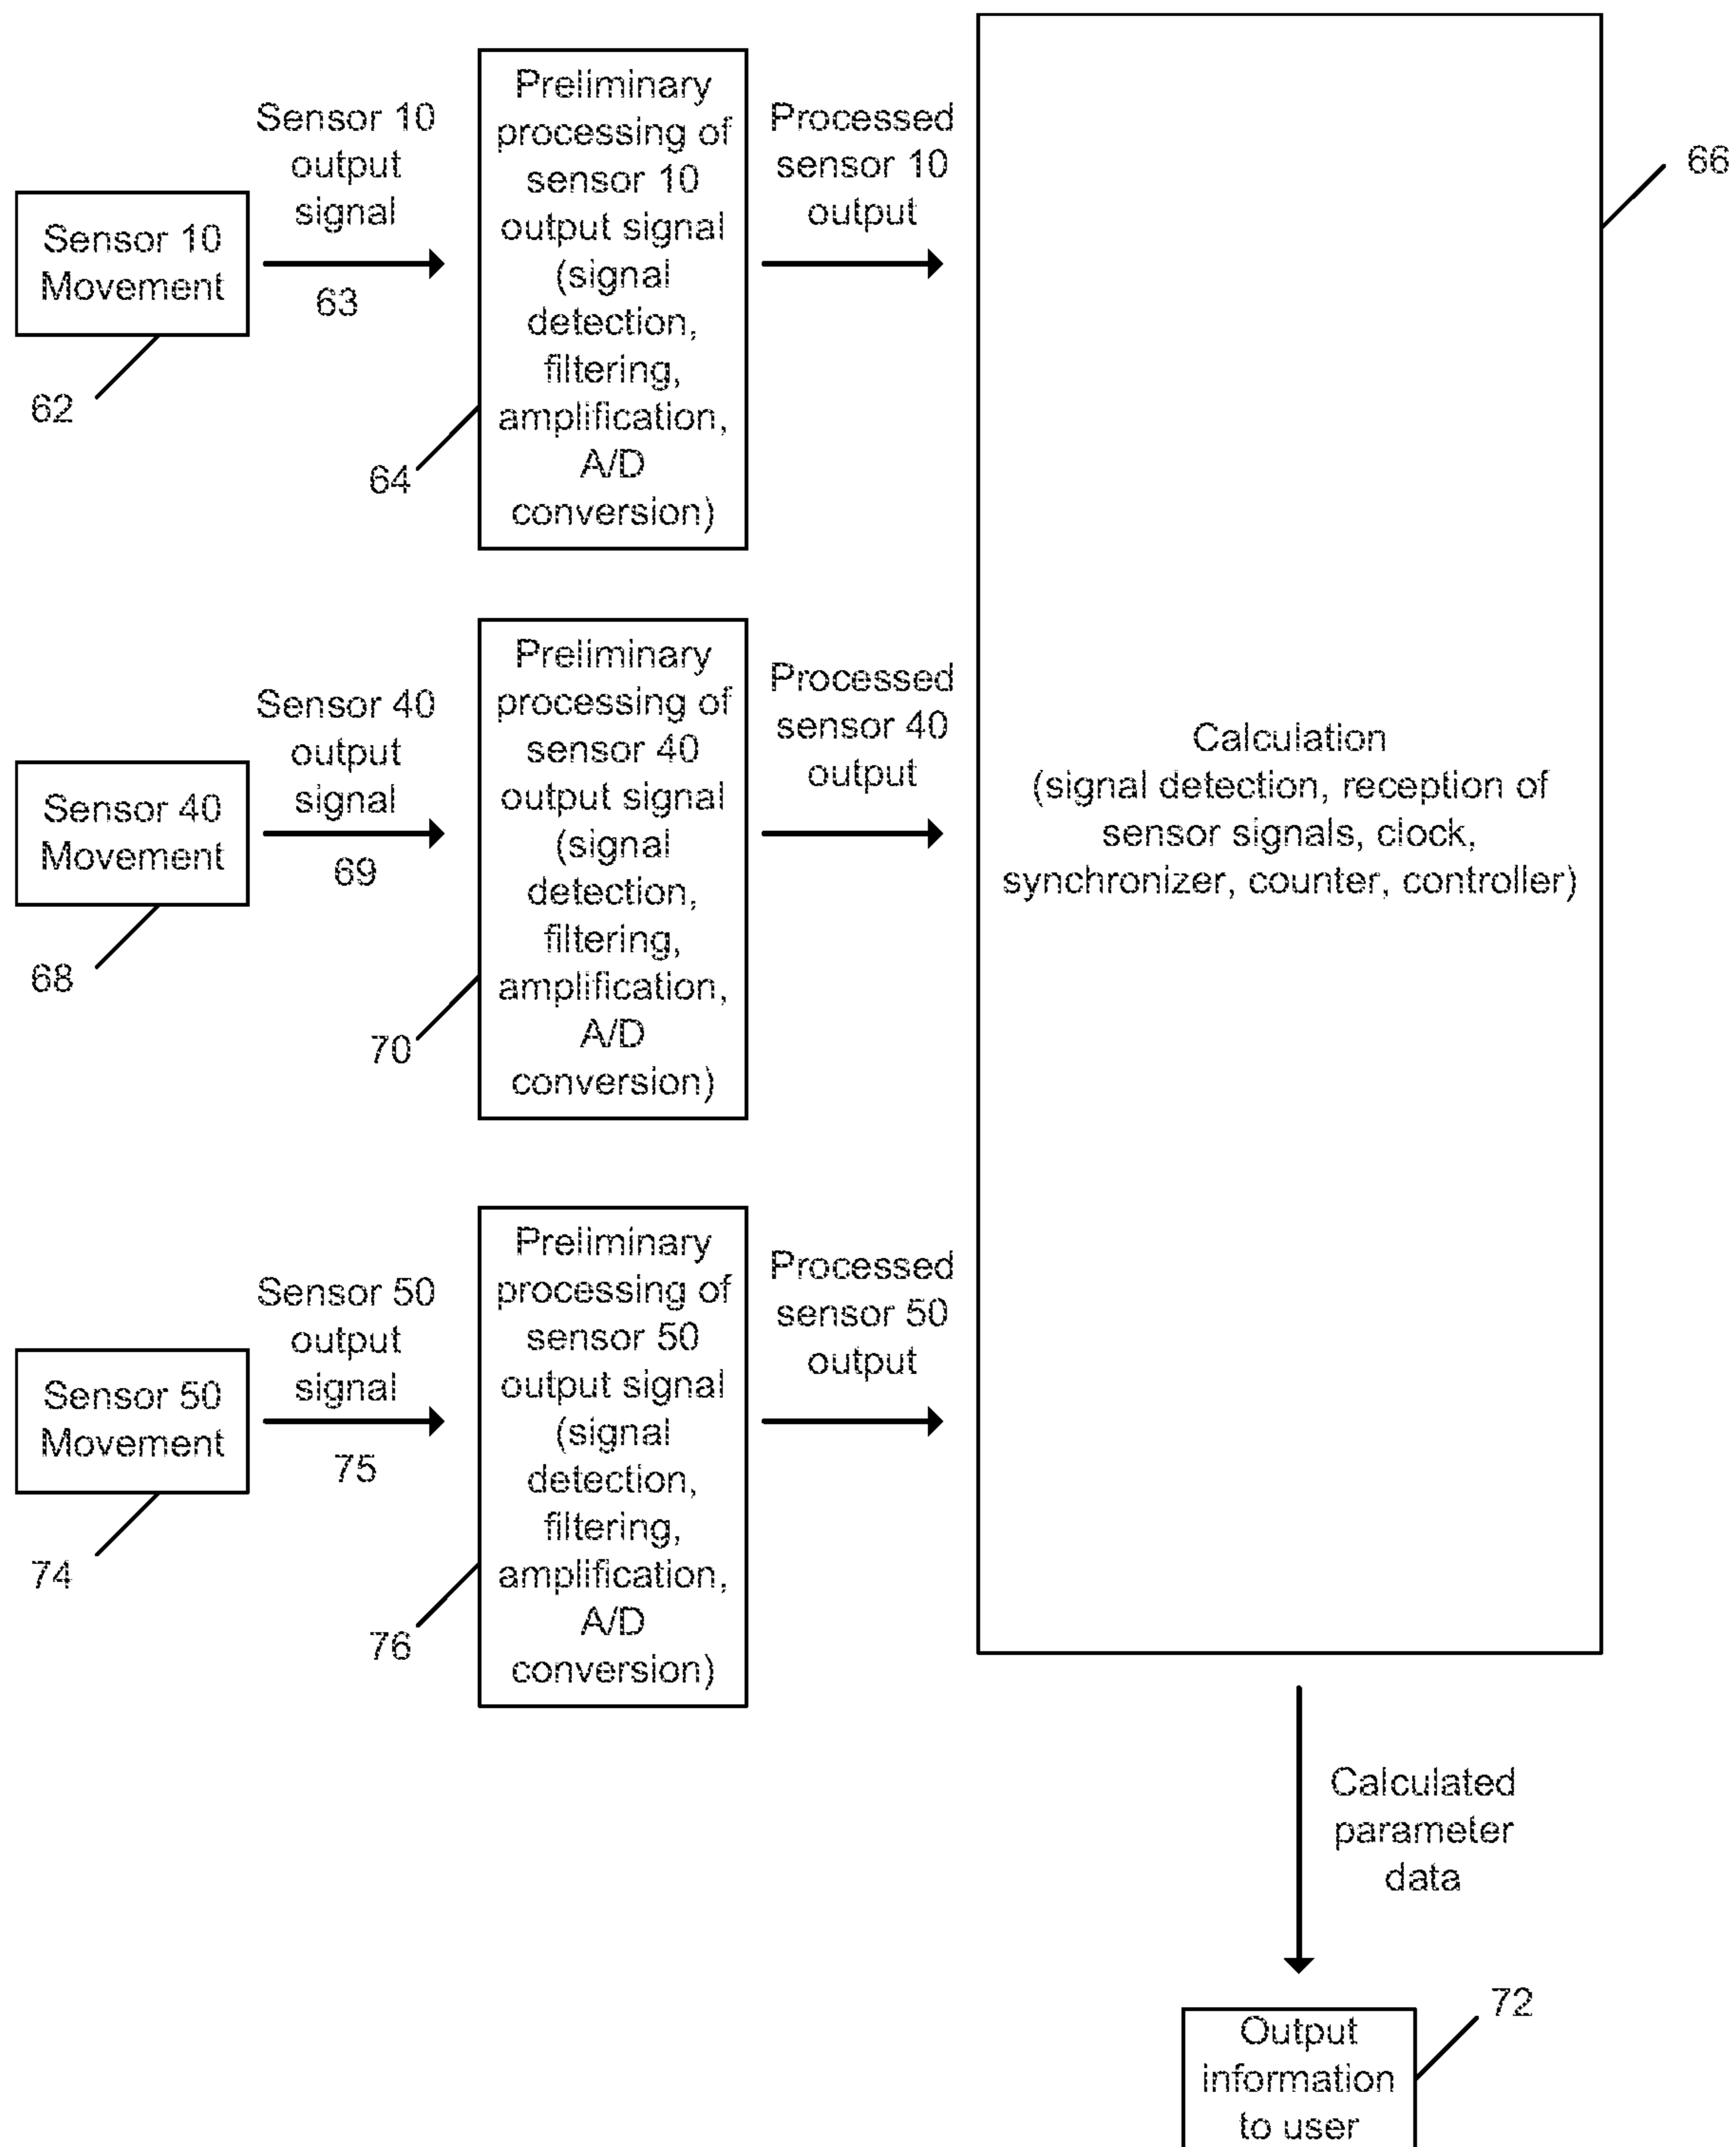 Sensor 10
Movement
62
Sensor 10
output
signal
63
Preliminary
processing of
sensor 10
output signal
(signal
detection,
filtering,
amplification,
A/D
conversion)
64
Processed
sensor 10
output
66
Sensor 40
Movement
68
Sensor 40
output
signal
69
Preliminary
processing of
sensor 40
output signal
(signal
detection,
filtering,
amplification,
A/D
conversion)
70
Processed
sensor 40
output
Calculation
(signal detection, reception of
sensor signals, clock,
synchronizer, counter, controller)
Sensor 50
Movement
74
Sensor 50
output
signal
75
Preliminary
processing of
sensor 50
output signal
(signal
detection,
filtering,
amplification,
A/D
conversion)
76
Processed
sensor 50
output
Calculated
parameter
data
72
Output
information
to user